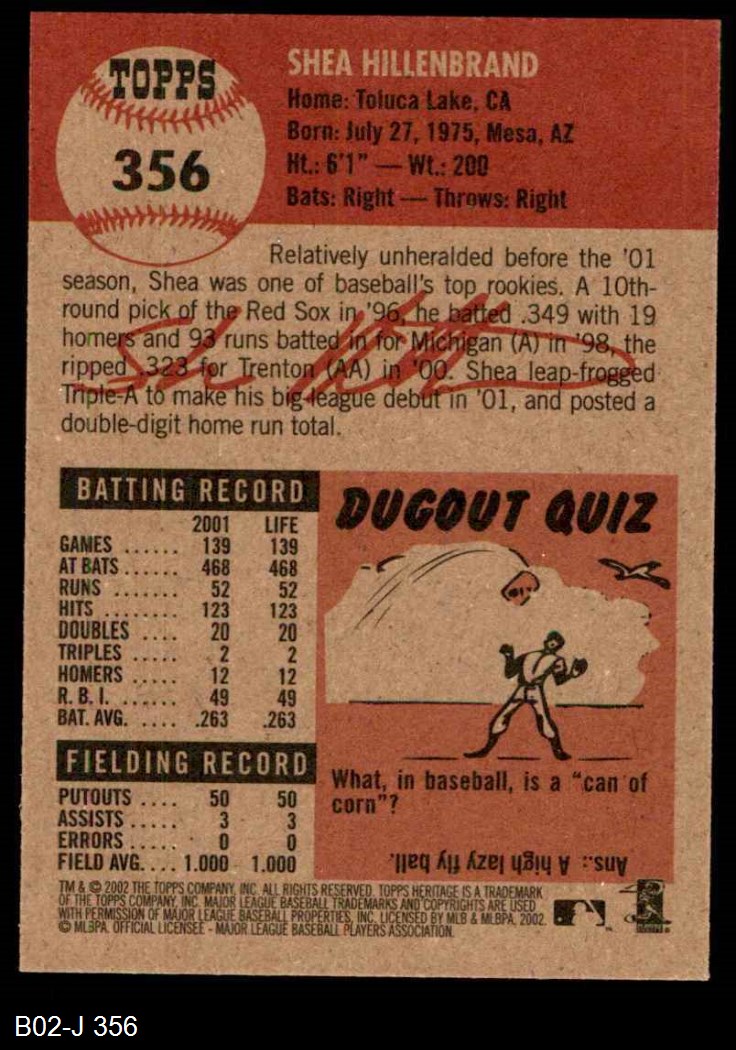 TOPPS
356
SHEA HILLENBRAND
Home: Toluca Lake, CA
Born: July 27, 1975, Mesa, AZ
Ht.: 6'1" — Wt.: 200
Bats: Right — Throws: Right
Relatively unheralded before the '01
season, Shea was one of baseball's top rookies. A 10th-
round pick of the Red Sox in '96, he batted .349 with 19
homers and 93 runs batted in for Michigan (A) in '98, the
ripped .323 for Trenton (AA) in '00. Shea leap-frogged
Triple-A to make his big-league debut in '01, and posted a
double-digit home run total.
BATTING RECORD
2001 LIFE
GAMES ...... 139 139
AT BATS ...... 468 468
RUNS ....... 52 52
HITS ........ 123 123
DOUBLES .... 20 20
TRIPLES ..... 2 2
HOMERS ..... 12 12
R. B. I. ...... 49 49
BAT. AVG. .... .263 .263
FIELDING RECORD
PUTOUTS .... 50 50
ASSISTS ..... 3 3
ERRORS ..... 0 0
FIELD AVG. ... 1.000 1.000
DUGOUT QUIZ
What, in baseball, is a "can of
corn"?
Ans.: A high lazy fly ball.
TM & © 2002 THE TOPPS COMPANY, INC. ALL RIGHTS RESERVED. TOPPS HERITAGE IS A TRADEMARK
OF THE TOPPS COMPANY, INC. MAJOR LEAGUE BASEBALL TRADEMARKS AND COPYRIGHTS ARE USED
WITH PERMISSION OF MAJOR LEAGUE BASEBALL PROPERTIES, INC. LICENSED BY MLB & MLBPA, 2002.
© MLBPA. OFFICIAL LICENSEE - MAJOR LEAGUE BASEBALL PLAYERS ASSOCIATION.
B02-J 356